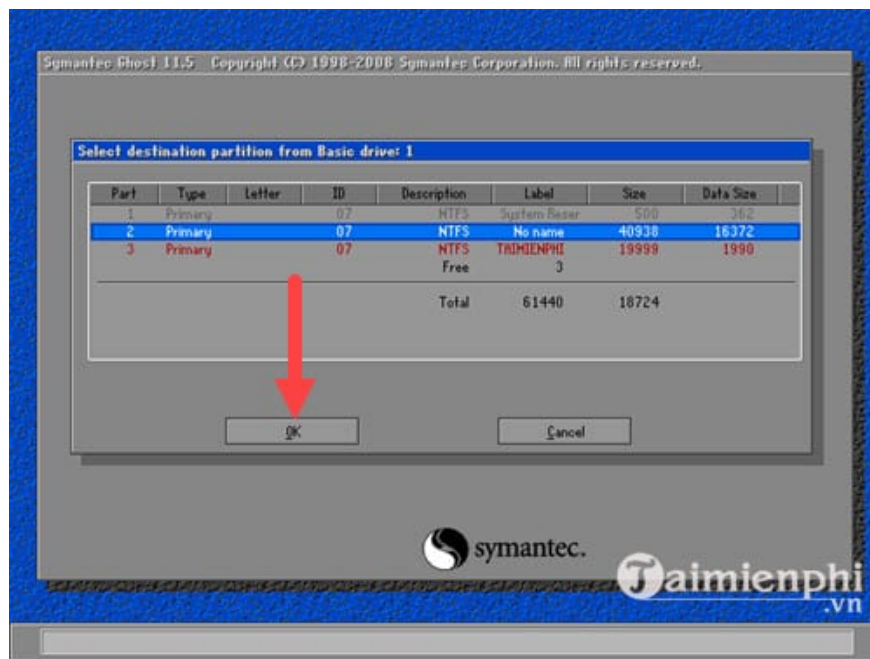 Symantec Ghost 11.5 Copyright (C) 1998-2008 Symantec Corporation. All rights reserved.
Select destination partition from Basic drive: 1
Part Type Letter ID Description Label Size Data Size
1 Primary 07 NTFS System Reser 500 362
2 Primary 07 NTFS No name 40938 16372
3 Primary 07 NTFS TAIMIENPHI 19999 1990
Free 3
Total 61440 18724
OK Cancel
symantec.
Taimienphi
.vn